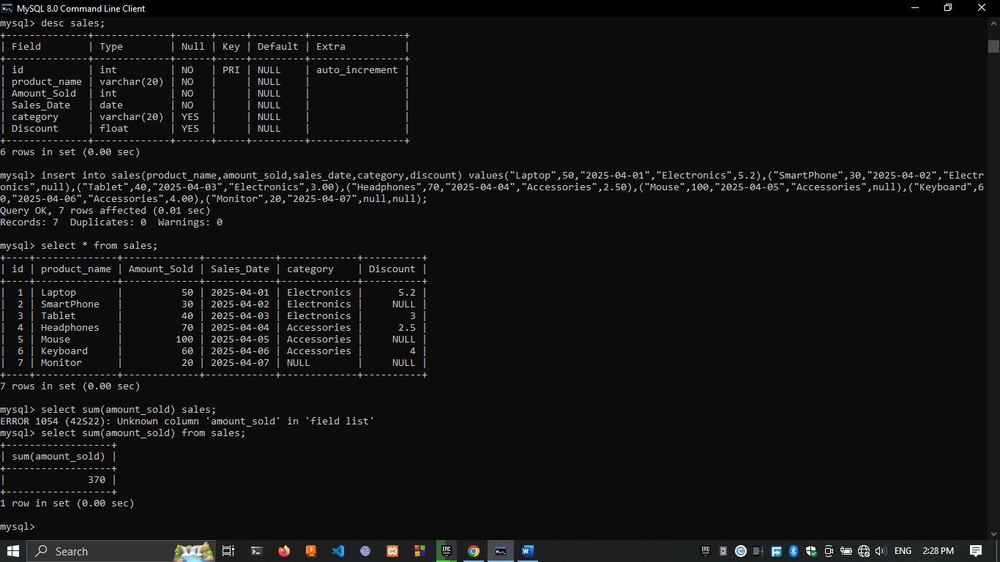 MySQL 8.0 Command Line Client
mysql> desc sales;
+--------------+-------------+------+-----+---------+----------------+
| Field        | Type        | Null | Key | Default | Extra          |
+--------------+-------------+------+-----+---------+----------------+
| id           | int         | NO   | PRI | NULL    | auto_increment |
| product_name | varchar(20) | NO   |     | NULL    |                |
| Amount_Sold  | int         | NO   |     | NULL    |                |
| Sales_Date   | date        | NO   |     | NULL    |                |
| category     | varchar(20) | YES  |     | NULL    |                |
| Discount     | float       | YES  |     | NULL    |                |
+--------------+-------------+------+-----+---------+----------------+
6 rows in set (0.00 sec)
mysql> insert into sales(product_name,amount_sold,sales_date,category,discount) values("Laptop",50,"2025-04-01","Electronics",5.2),("SmartPhone",30,"2025-04-02","Electr
onics",null),("Tablet",40,"2025-04-03","Electronics",3.00),("Headphones",70,"2025-04-04","Accessories",2.50),("Mouse",100,"2025-04-05","Accessories",null),("Keyboard",6
0,"2025-04-06","Accessories",4.00),("Monitor",20,"2025-04-07",null,null);
Query OK, 7 rows affected (0.01 sec)
Records: 7  Duplicates: 0  Warnings: 0
mysql> select * from sales;
+----+--------------+-------------+------------+-------------+----------+
| id | product_name | Amount_Sold | Sales_Date | category    | Discount |
+----+--------------+-------------+------------+-------------+----------+
|  1 | Laptop       |          50 | 2025-04-01 | Electronics |      5.2 |
|  2 | SmartPhone   |          30 | 2025-04-02 | Electronics |     NULL |
|  3 | Tablet       |          40 | 2025-04-03 | Electronics |        3 |
|  4 | Headphones   |          70 | 2025-04-04 | Accessories |      2.5 |
|  5 | Mouse        |         100 | 2025-04-05 | Accessories |     NULL |
|  6 | Keyboard     |          60 | 2025-04-06 | Accessories |        4 |
|  7 | Monitor      |          20 | 2025-04-07 | NULL        |     NULL |
+----+--------------+-------------+------------+-------------+----------+
7 rows in set (0.00 sec)
mysql> select sum(amount_sold) sales;
ERROR 1054 (42S22): Unknown column 'amount_sold' in 'field list'
mysql> select sum(amount_sold) from sales;
+------------------+
| sum(amount_sold) |
+------------------+
|              370 |
+------------------+
1 row in set (0.00 sec)
mysql>
Search
ENG
2:28 PM